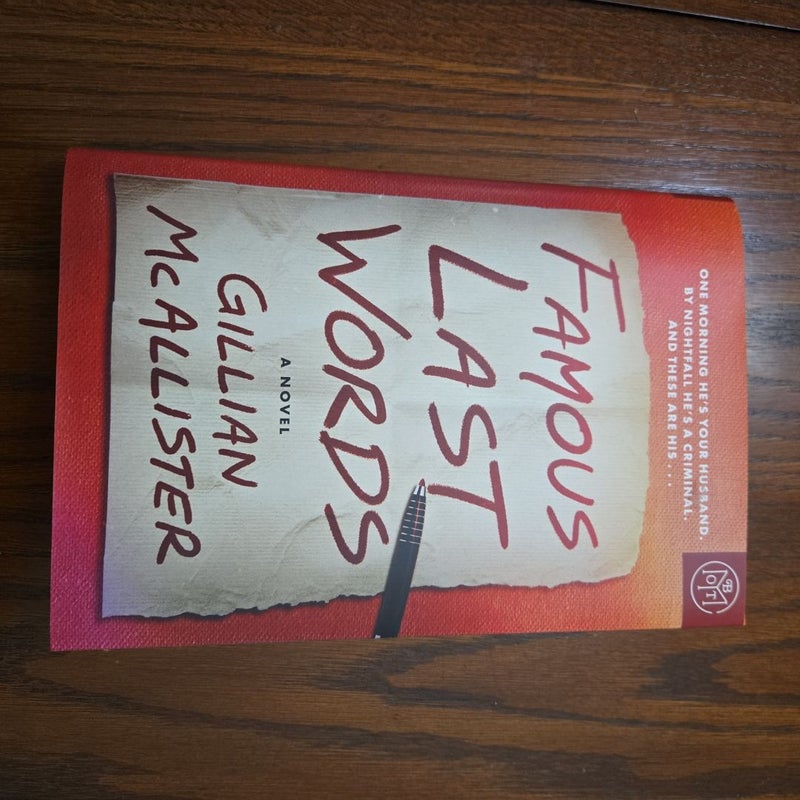 ONE MORNING HE'S YOUR HUSBAND.
BY NIGHTFALL HE'S A CRIMINAL.
AND THESE ARE HIS . . .
BOTM
FAMOUS
LAST
WORDS
A NOVEL
GILLIAN
McALLISTER